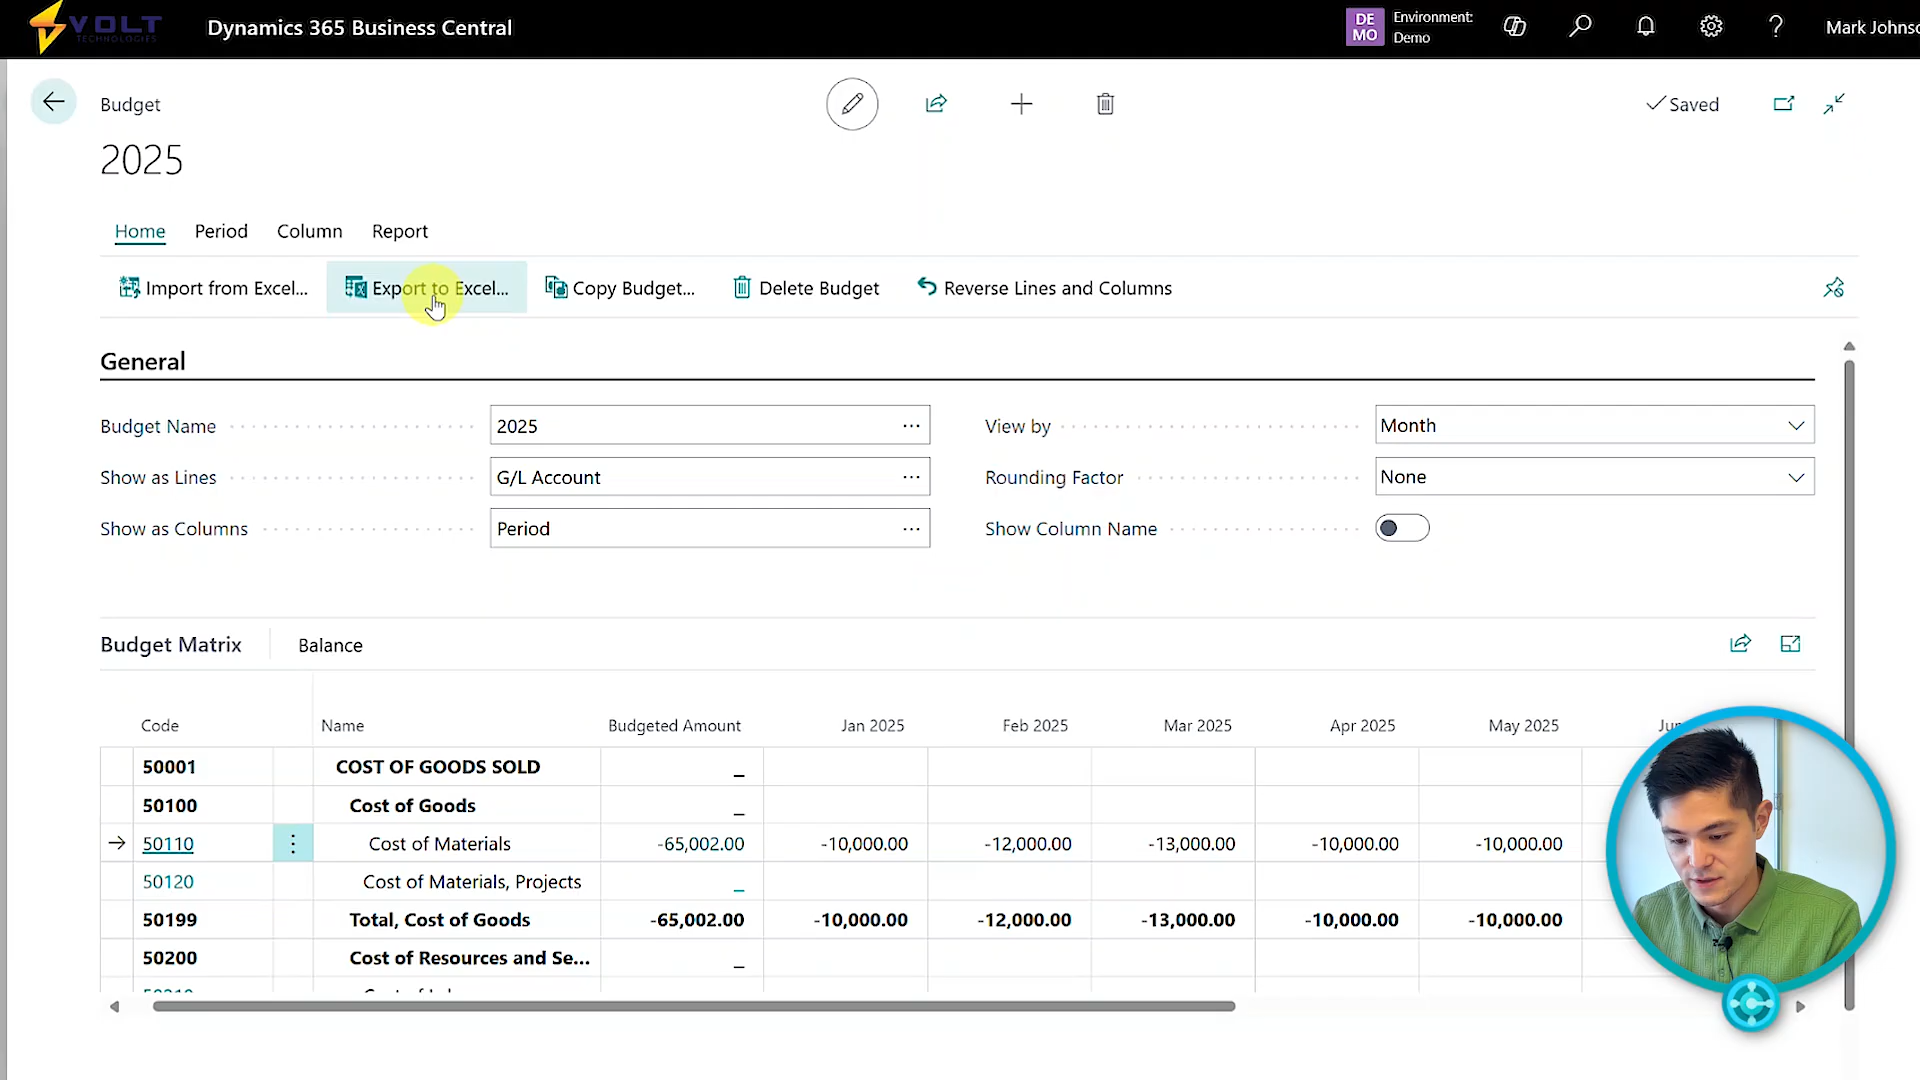 VOLT
TECHNOLOGIES
Dynamics 365 Business Central
DE
MO
Environment:
Demo
Mark Johnso
Budget
Saved
2025
Home
Period
Column
Report
Import from Excel...
Export to Excel...
Copy Budget...
Delete Budget
Reverse Lines and Columns
General
Budget Name
2025
View by
Month
Show as Lines
G/L Account
Rounding Factor
None
Show as Columns
Period
Show Column Name
Budget Matrix
Balance
Code Name Budgeted Amount Jan 2025 Feb 2025 Mar 2025 Apr 2025 May 2025
50001 COST OF GOODS SOLD _
50100 Cost of Goods _
50110 Cost of Materials -65,002.00 -10,000.00 -12,000.00 -13,000.00 -10,000.00 -10,000.00
50120 Cost of Materials, Projects _
50199 Total, Cost of Goods -65,002.00 -10,000.00 -12,000.00 -13,000.00 -10,000.00 -10,000.00
50200 Cost of Resources and Se... _